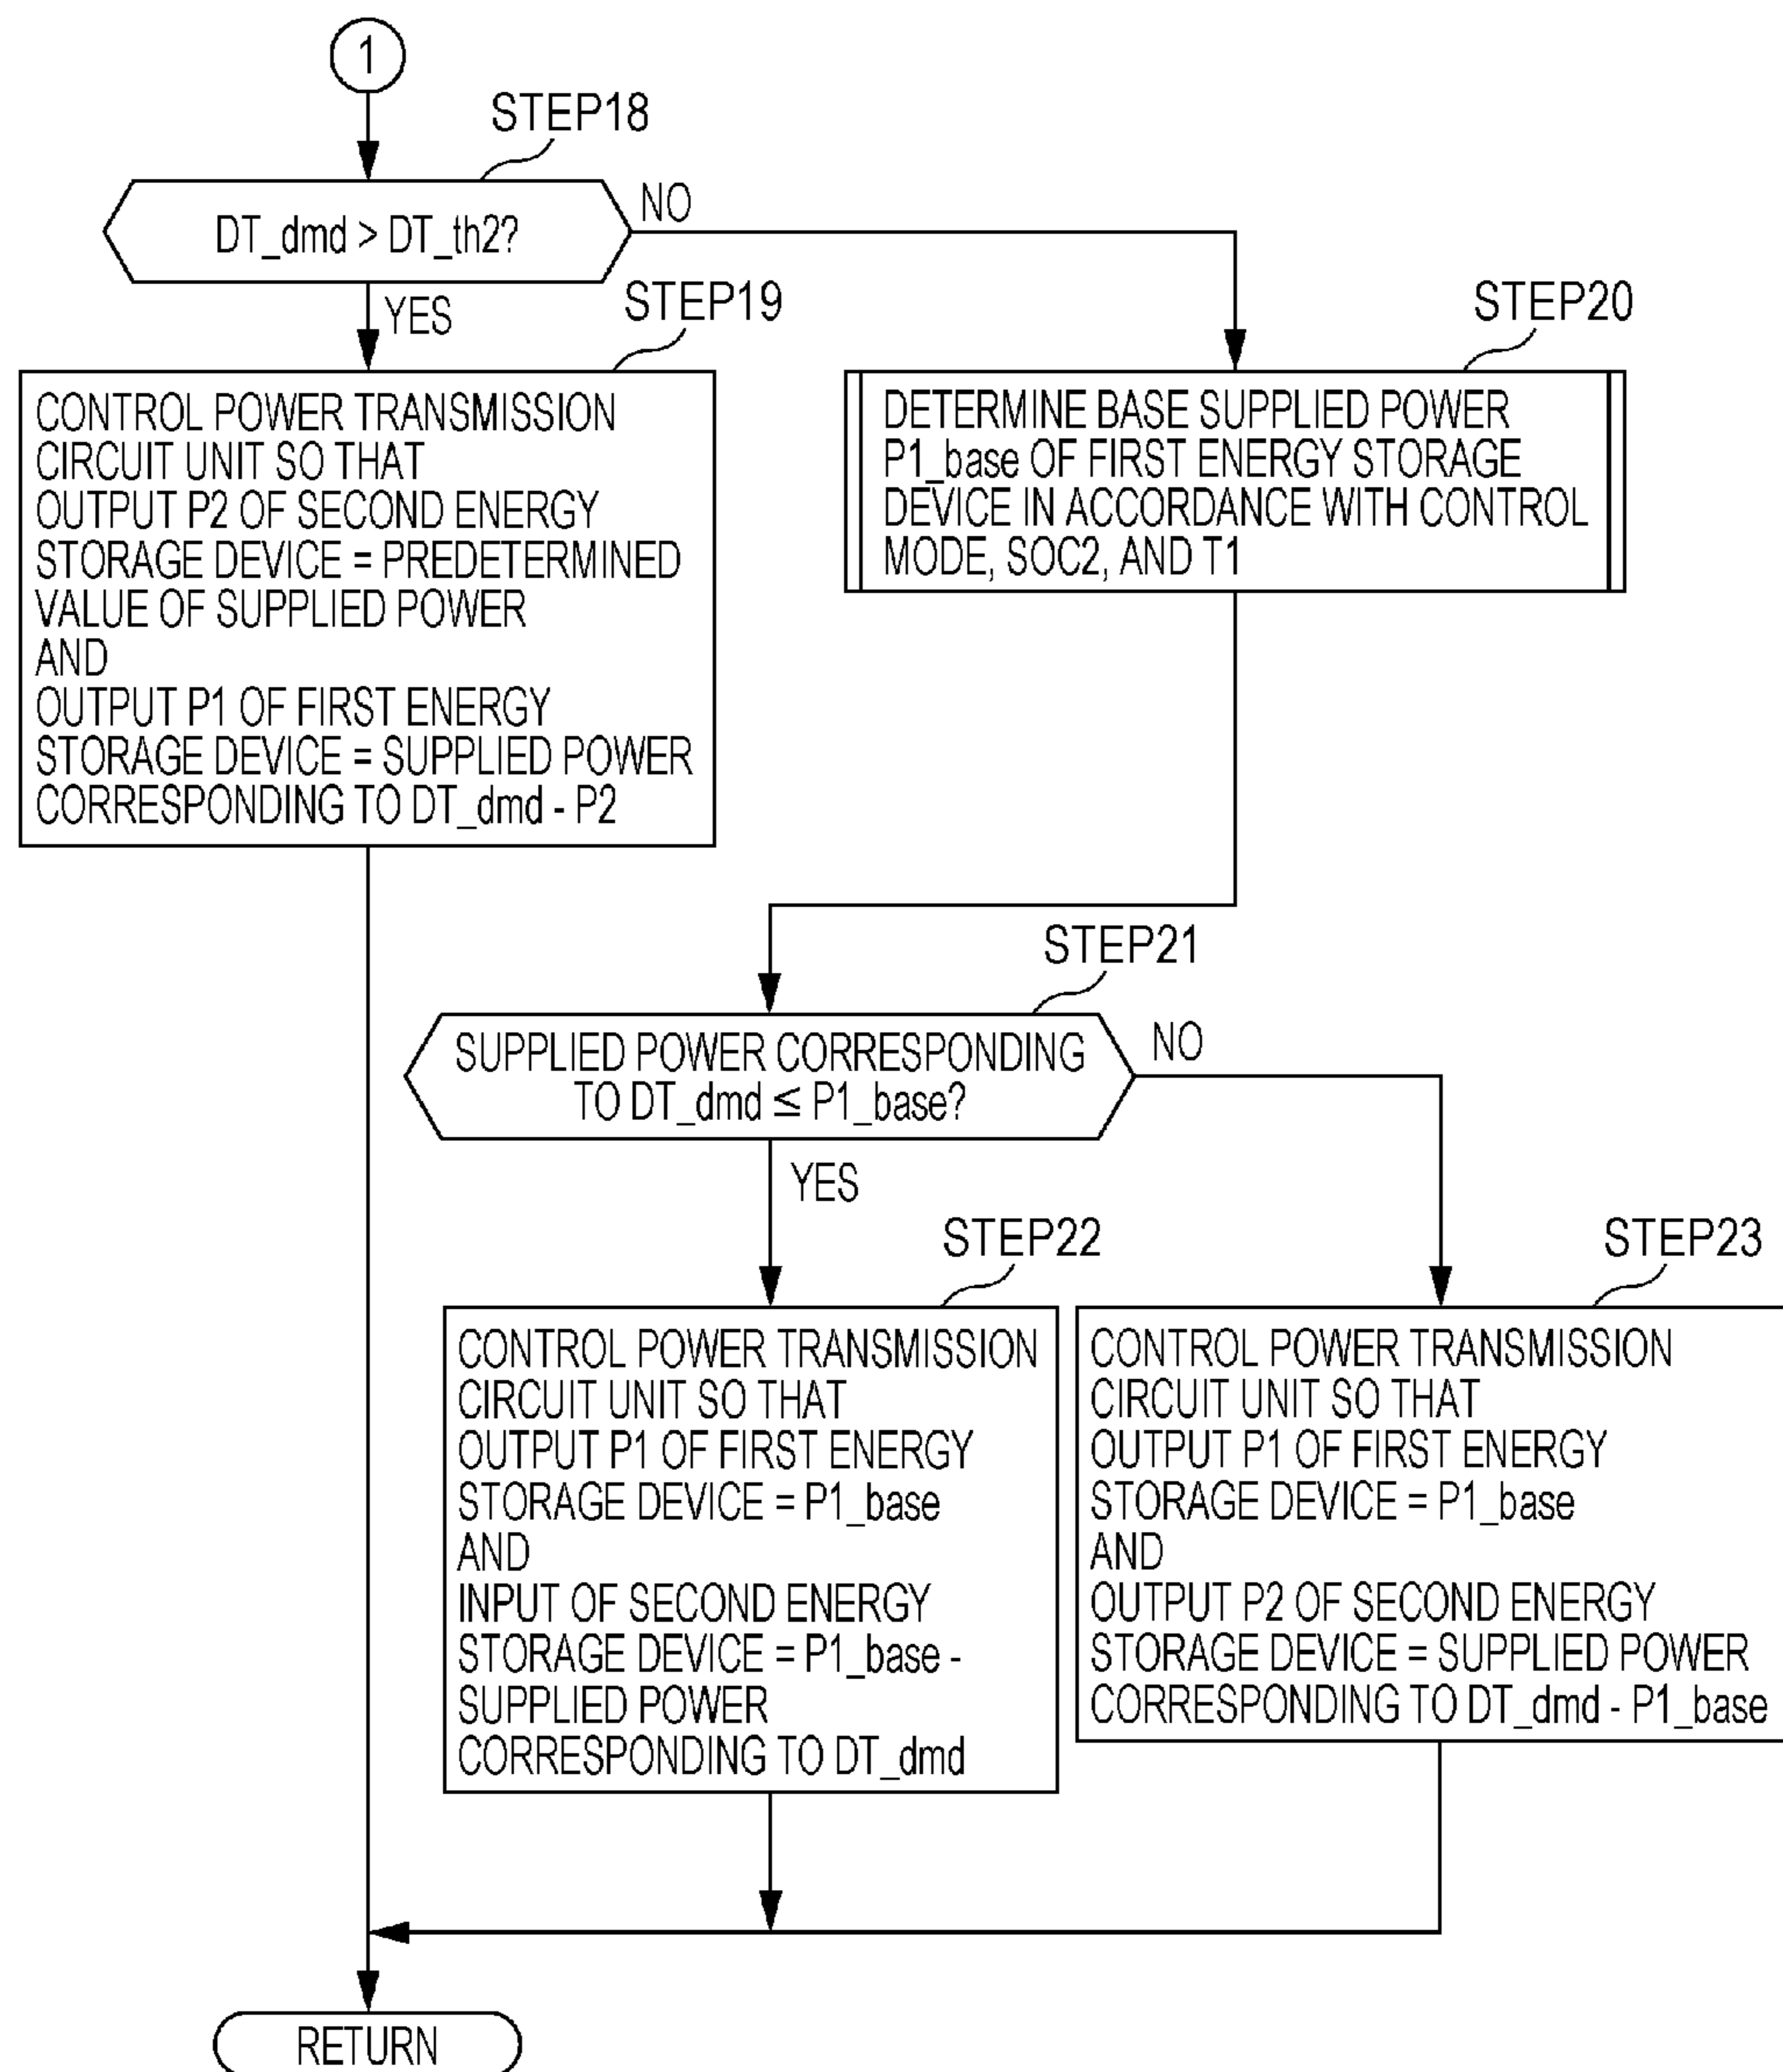 1
STEP18
DT_dmd > DT_th2?
NO
YES
STEP19
CONTROL POWER TRANSMISSION
CIRCUIT UNIT SO THAT
OUTPUT P2 OF SECOND ENERGY
STORAGE DEVICE = PREDETERMINED
VALUE OF SUPPLIED POWER
AND
OUTPUT P1 OF FIRST ENERGY
STORAGE DEVICE = SUPPLIED POWER
CORRESPONDING TO DT_dmd - P2
STEP20
DETERMINE BASE SUPPLIED POWER
P1_base OF FIRST ENERGY STORAGE
DEVICE IN ACCORDANCE WITH CONTROL
MODE, SOC2, AND T1
STEP21
SUPPLIED POWER CORRESPONDING
TO DT_dmd ≤ P1_base?
NO
YES
STEP22
CONTROL POWER TRANSMISSION
CIRCUIT UNIT SO THAT
OUTPUT P1 OF FIRST ENERGY
STORAGE DEVICE = P1_base
AND
INPUT OF SECOND ENERGY
STORAGE DEVICE = P1_base -
SUPPLIED POWER
CORRESPONDING TO DT_dmd
STEP23
CONTROL POWER TRANSMISSION
CIRCUIT UNIT SO THAT
OUTPUT P1 OF FIRST ENERGY
STORAGE DEVICE = P1_base
AND
OUTPUT P2 OF SECOND ENERGY
STORAGE DEVICE = SUPPLIED POWER
CORRESPONDING TO DT_dmd - P1_base
RETURN